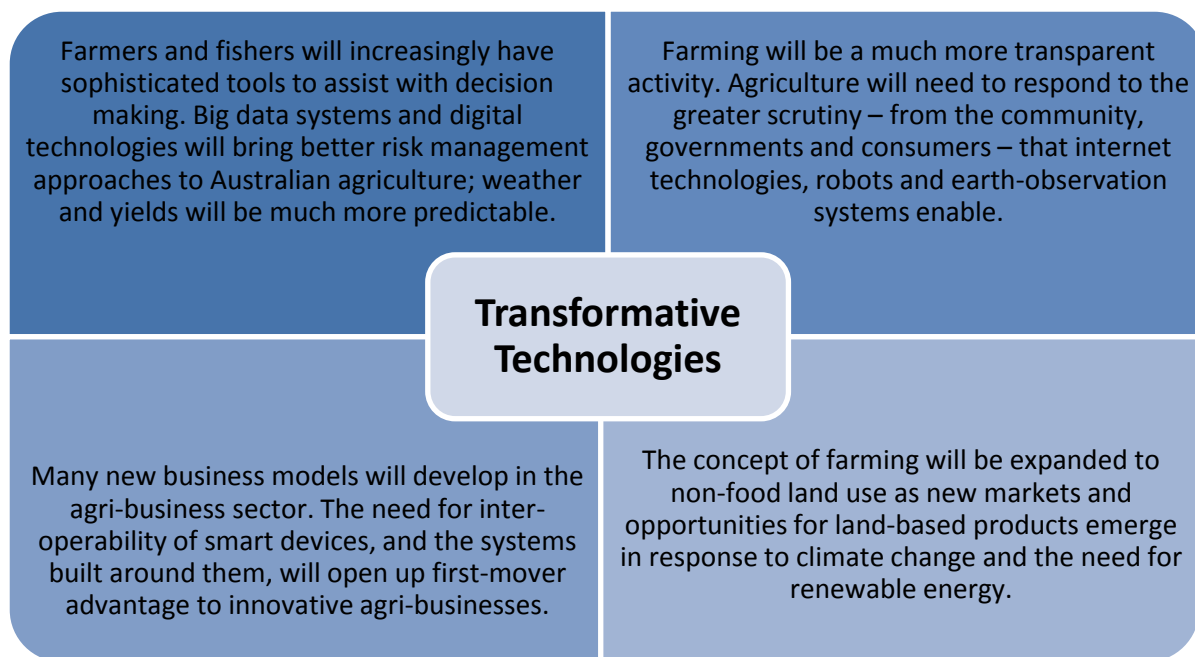 Farmers and fishers will increasingly have
sophisticated tools to assist with decision
making. Big data systems and digital
technologies will bring better risk management
approaches to Australian agriculture; weather
and yields will be much more predictable.
Farming will be a much more transparent
activity. Agriculture will need to respond to the
greater scrutiny – from the community,
governments and consumers – that internet
technologies, robots and earth-observation
systems enable.
Transformative
Technologies
Many new business models will develop in the
agri-business sector. The need for inter-
operability of smart devices, and the systems
built around them, will open up first-mover
advantage to innovative agri-businesses.
The concept of farming will be expanded to
non-food land use as new markets and
opportunities for land-based products emerge
in response to climate change and the need for
renewable energy.